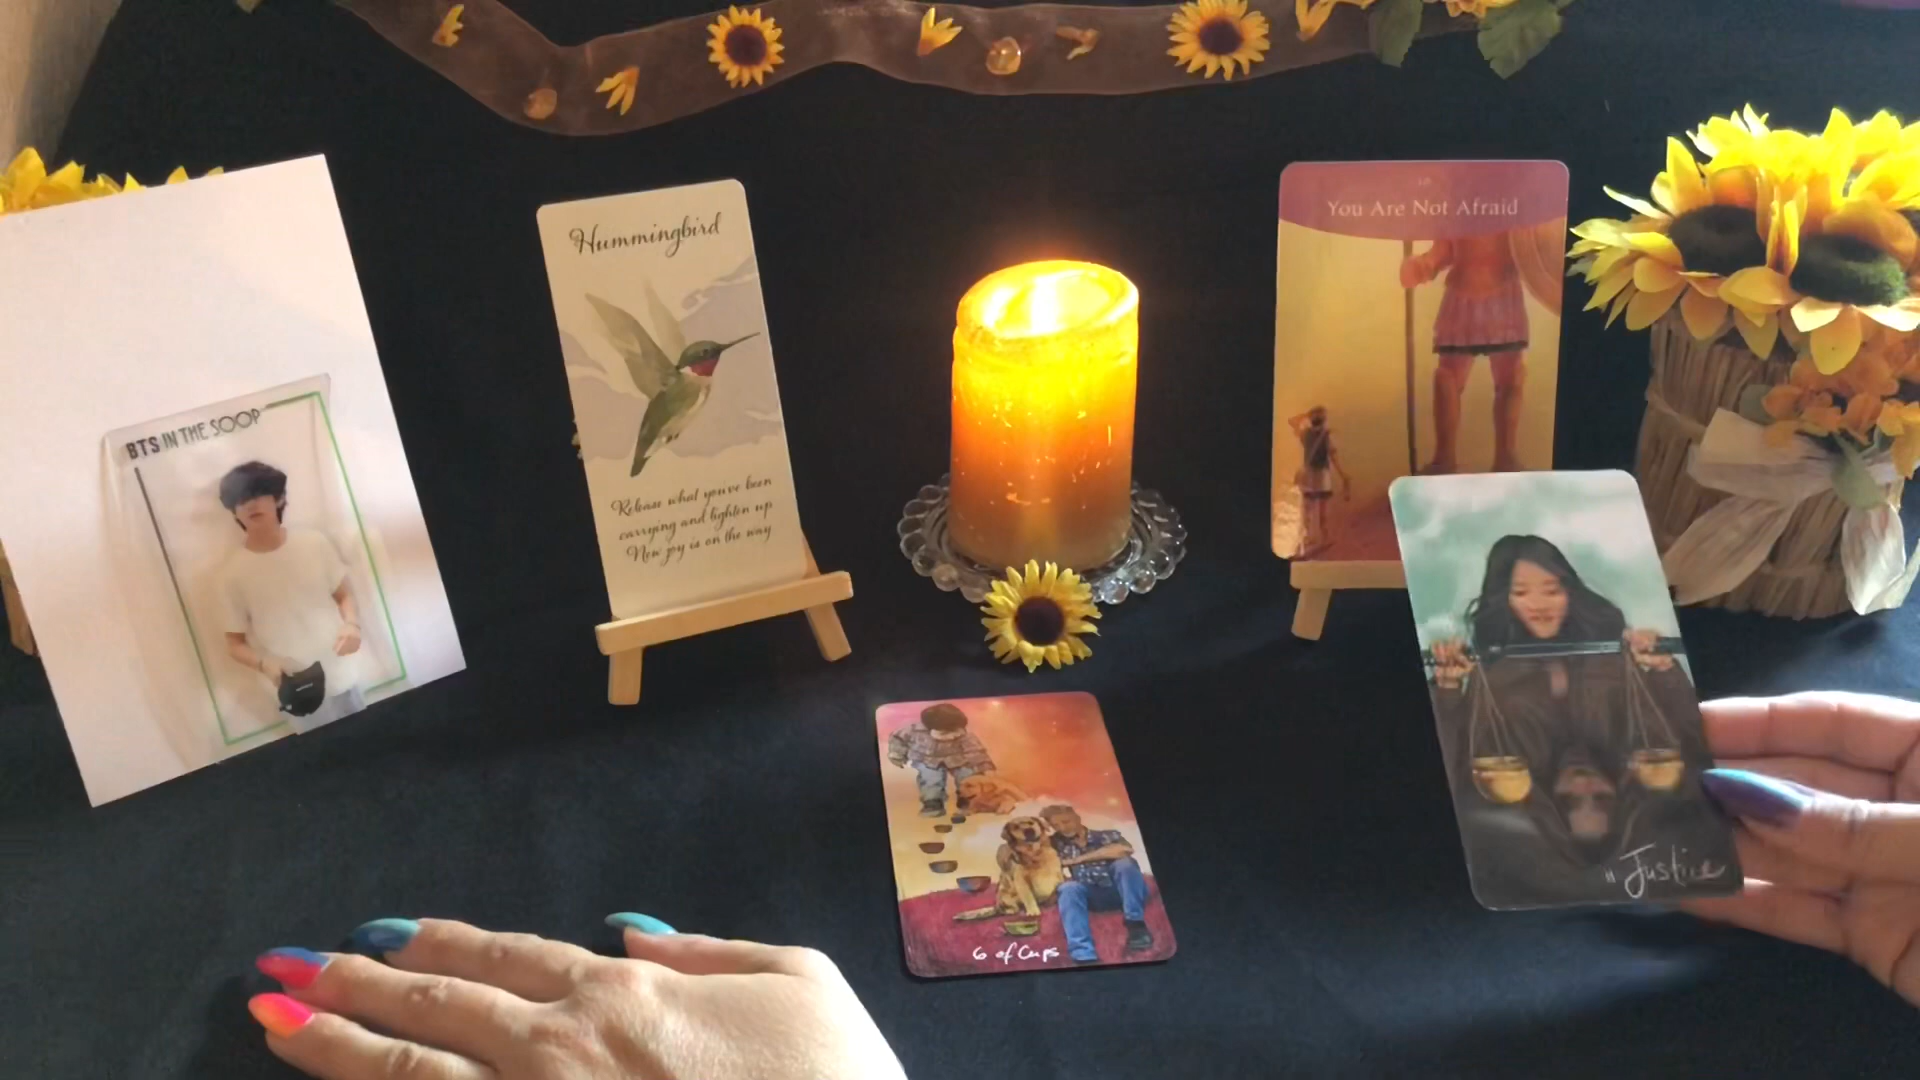 BTS IN THE SOOP
Hummingbird
Release what you've been
carrying and lighten up
New joy is on the way
You Are Not Afraid
6 of Cups
11 Justice